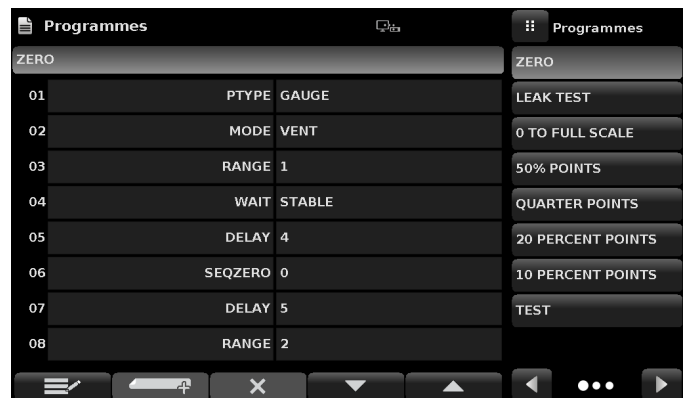 Programmes
ZERO
01 PTYPE GAUGE
02 MODE VENT
03 RANGE 1
04 WAIT STABLE
05 DELAY 4
06 SEQZERO 0
07 DELAY 5
08 RANGE 2
Programmes
ZERO
LEAK TEST
0 TO FULL SCALE
50% POINTS
QUARTER POINTS
20 PERCENT POINTS
10 PERCENT POINTS
TEST